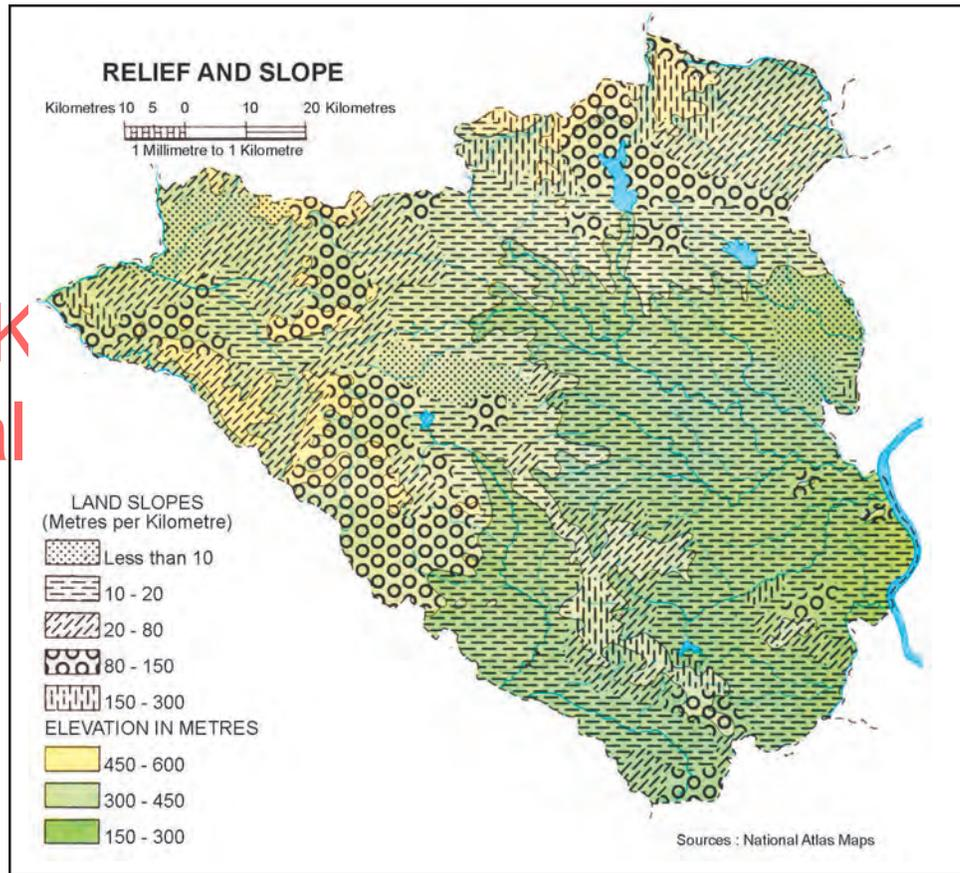 RELIEF AND SLOPE
Kilometres 10 5 0 10 20 Kilometres
1 Millimetre to 1 Kilometre
k
al
LAND SLOPES
(Metres per Kilometre)
Less than 10
10 - 20
20 - 80
80 - 150
150 - 300
ELEVATION IN METRES
450 - 600
300 - 450
150 - 300
Sources : National Atlas Maps